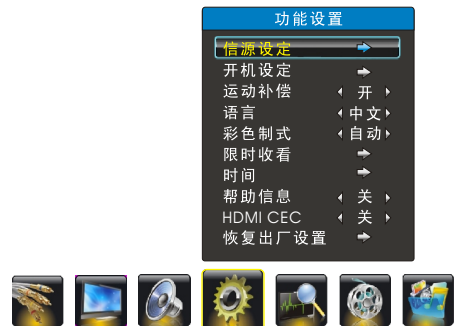 功能设置
信源设定
开机设定
运动补偿 开
语言 中文
彩色制式 自动
限时收看
时间
帮助信息 关
HDMI CEC 关
恢复出厂设置